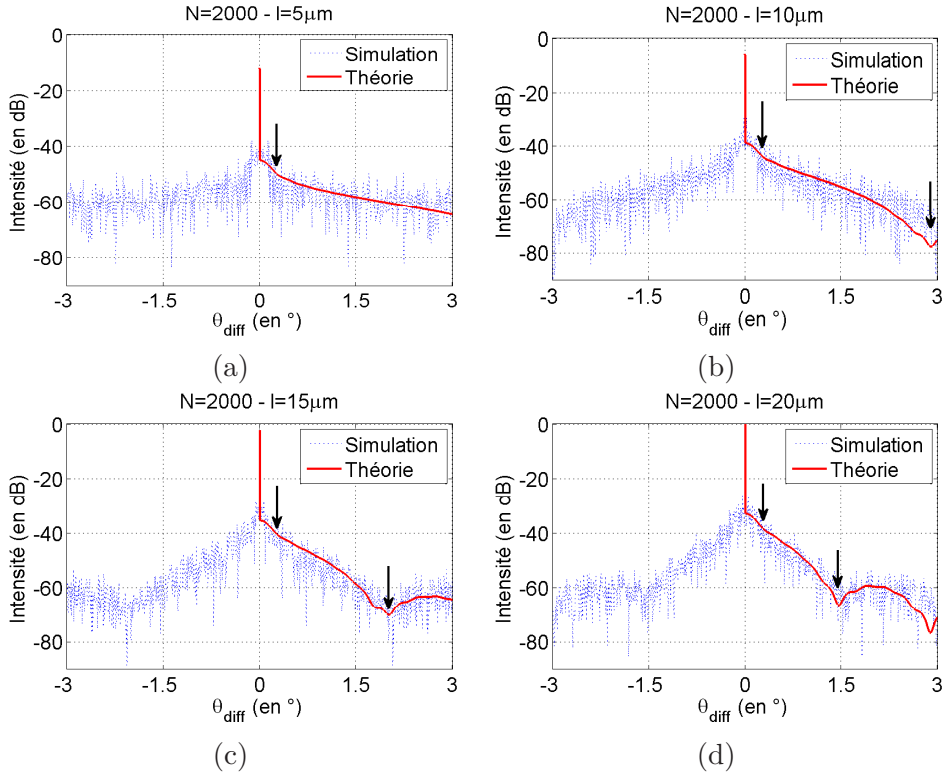 N=2000 - l=5μm
0
-20
-40
-60
-80
Intensité (en dB)
Simulation
Théorie
-3
-1.5
0
1.5
3
θdiff (en °)
(a)
N=2000 - l=10μm
0
-20
-40
-60
-80
Intensité (en dB)
Simulation
Théorie
-3
-1.5
0
1.5
3
θdiff (en °)
(b)
N=2000 - l=15μm
0
-20
-40
-60
-80
Intensité (en dB)
Simulation
Théorie
-3
-1.5
0
1.5
3
θdiff (en °)
(c)
N=2000 - l=20μm
0
-20
-40
-60
-80
Intensité (en dB)
Simulation
Théorie
-3
-1.5
0
1.5
3
θdiff (en °)
(d)